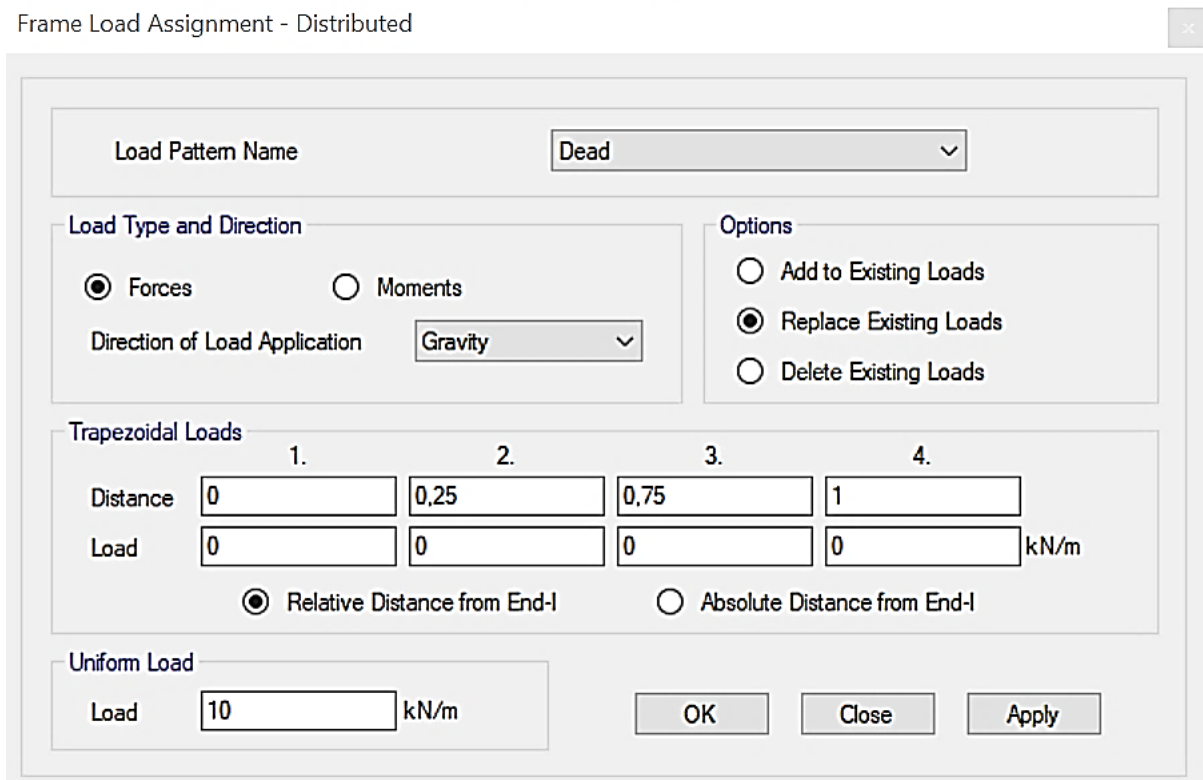 Frame Load Assignment - Distributed
Load Pattern Name Dead
Load Type and Direction
Forces Moments
Direction of Load Application Gravity
Options
Add to Existing Loads
Replace Existing Loads
Delete Existing Loads
Trapezoidal Loads
1. 2. 3. 4.
Distance 0 0,25 0,75 1
Load 0 0 0 0 kN/m
Relative Distance from End-I Absolute Distance from End-I
Uniform Load
Load 10 kN/m
OK Close Apply